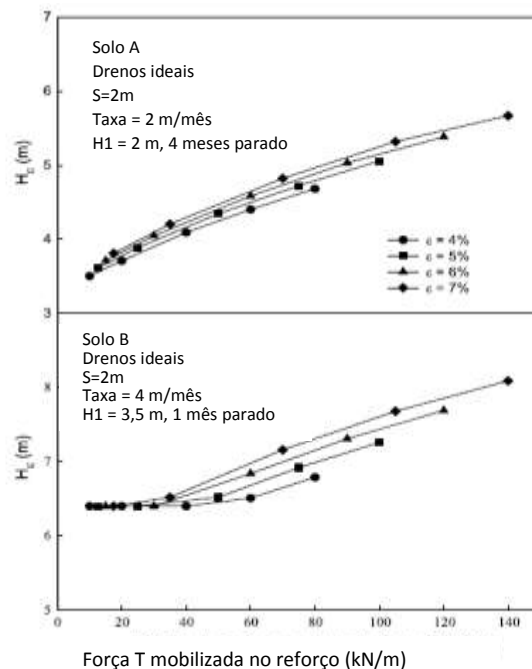 7
Solo A
Drenos ideais
S=2m
Taxa = 2 m/mês
H1 = 2 m, 4 meses parado
6
5
4
3
Hε (m)
ε = 4%
ε = 5%
ε = 6%
ε = 7%
Solo B
Drenos ideais
S=2m
Taxa = 4 m/mês
H1 = 3,5 m, 1 mês parado
8
7
6
5
Hε (m)
0 20 40 60 80 100 120 140
Força T mobilizada no reforço (kN/m)